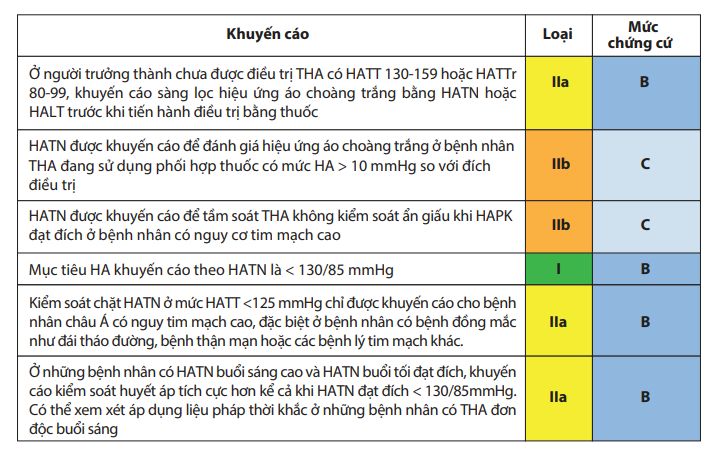 Khuyến cáo
Loại
Mức
chứng cứ
Ở người trưởng thành chưa được điều trị THA có HATT 130-159 hoặc HATTr
80-99, khuyến cáo sàng lọc hiệu ứng áo choàng trắng bằng HATN hoặc
HALT trước khi tiến hành điều trị bằng thuốc
IIa
B
HATN được khuyến cáo để đánh giá hiệu ứng áo choàng trắng ở bệnh nhân
THA đang sử dụng phối hợp thuốc có mức HA > 10 mmHg so với đích
điều trị
IIb
C
HATN được khuyến cáo để tầm soát THA không kiểm soát ẩn giấu khi HAPK
đạt đích ở bệnh nhân có nguy cơ tim mạch cao
IIb
C
Mục tiêu HA khuyến cáo theo HATN là < 130/85 mmHg
I
B
Kiểm soát chặt HATN ở mức HATT <125 mmHg chỉ được khuyến cáo cho bệnh
nhân châu Á có nguy tim mạch cao, đặc biệt ở bệnh nhân có bệnh đồng mắc
như đái tháo đường, bệnh thận mạn hoặc các bệnh lý tim mạch khác.
IIa
B
Ở những bệnh nhân có HATN buổi sáng cao và HATN buổi tối đạt đích, khuyến
cáo kiểm soát huyết áp tích cực hơn kể cả khi HATN đạt đích < 130/85mmHg.
Có thể xem xét áp dụng liệu pháp thời khắc ở những bệnh nhân có THA đơn
độc buổi sáng
IIa
B